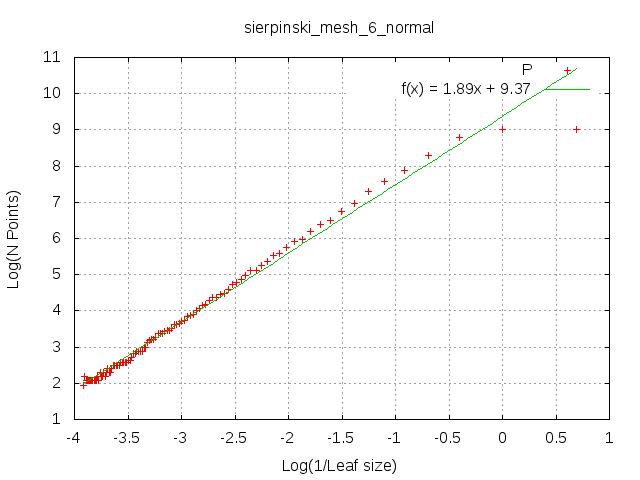 sierpinski_mesh_6_normal
11
10
9
8
7
6
5
4
3
2
1
Log(N Points)
P
f(x) = 1.89x + 9.37
-4 -3.5 -3 -2.5 -2 -1.5 -1 -0.5 0 0.5 1
Log(1/Leaf size)